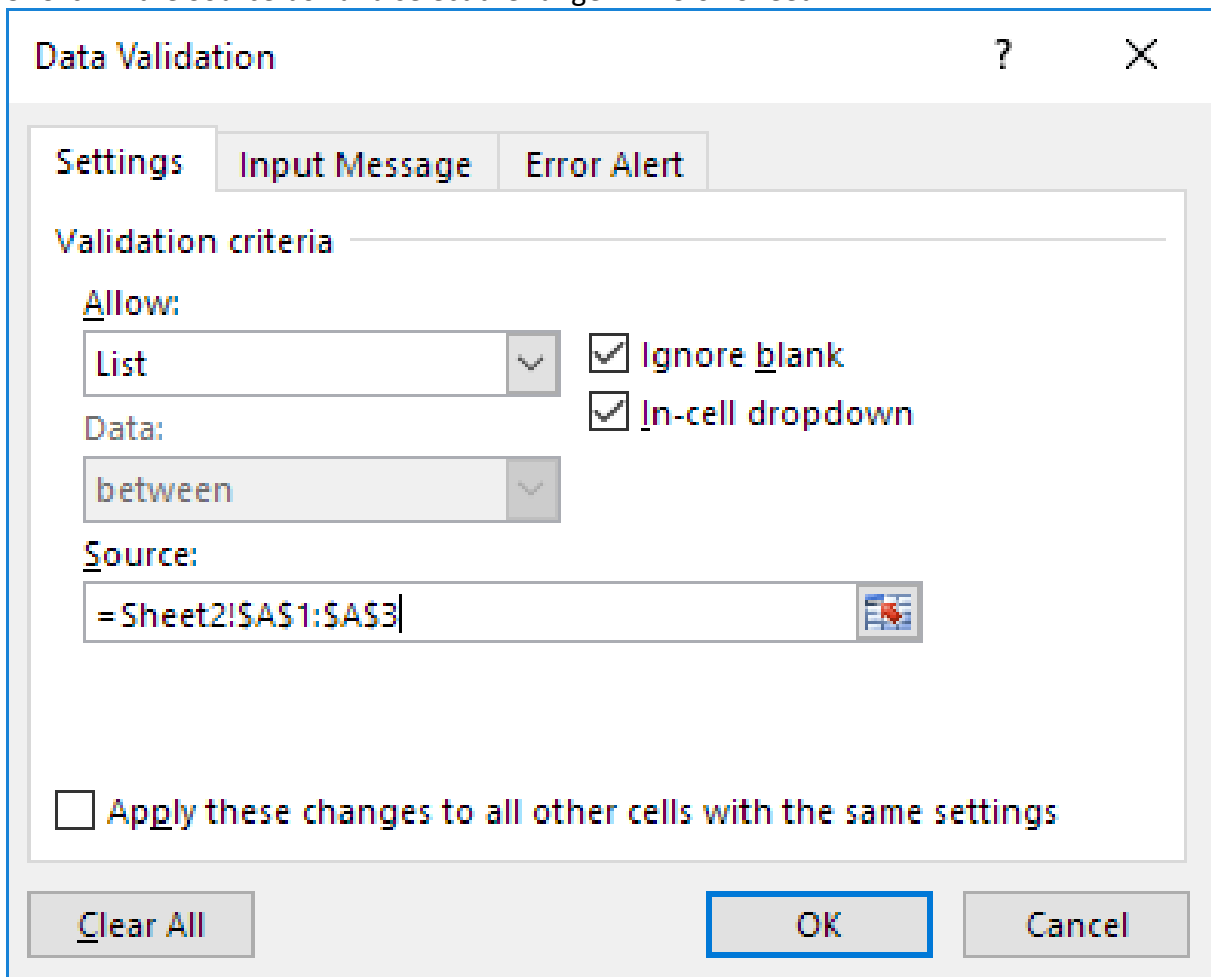 Data Validation ?
Settings Input Message Error Alert
Validation criteria
Allow:
List
Ignore blank
In-cell dropdown
Data:
between
Source:
=Sheet2!$A$1:$A$3
Apply these changes to all other cells with the same settings
Clear All OK Cancel